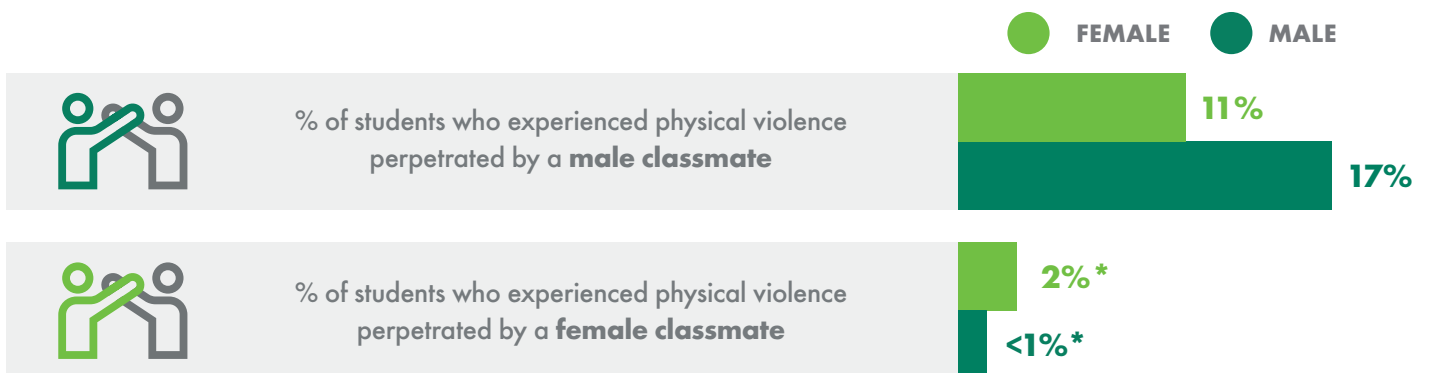 FEMALE MALE
% of students who experienced physical violence
perpetrated by a male classmate
11%
17%
% of students who experienced physical violence
perpetrated by a female classmate
2%*
<1%*